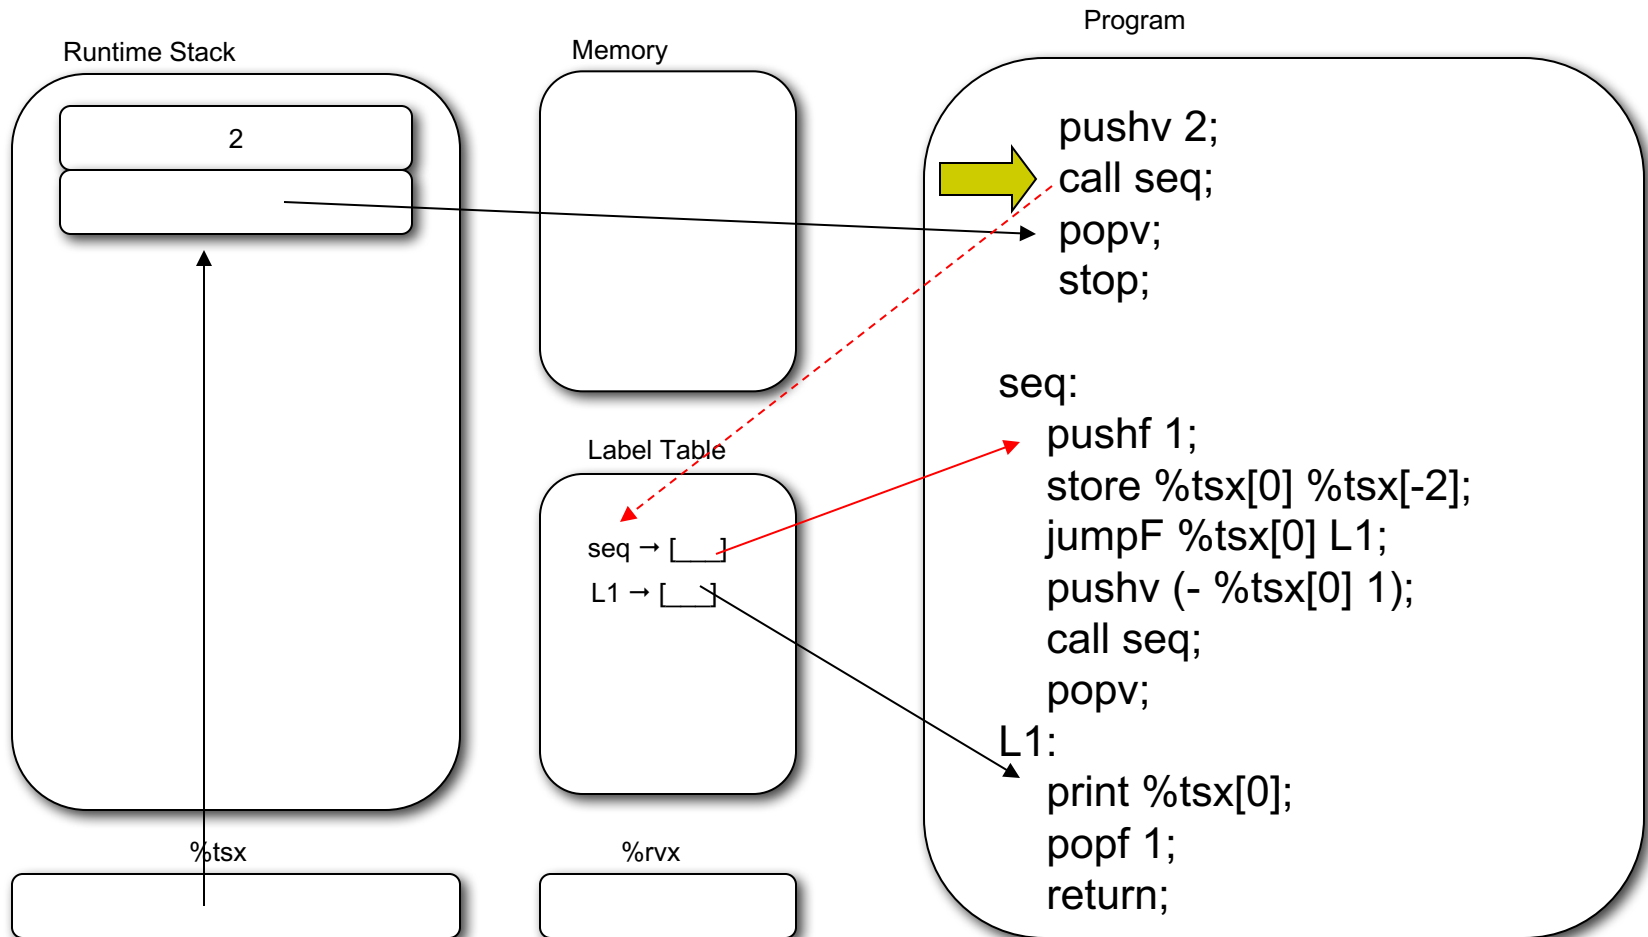 Program
Runtime Stack
Memory
2
pushv 2;
call seq;
popv;
stop;
seq:
pushf 1;
store %tsx[0] %tsx[-2];
jumpF %tsx[0] L1;
pushv (- %tsx[0] 1);
call seq;
popv;
L1:
print %tsx[0];
popf 1;
return;
Label Table
seq → [___]
L1 → [___]
%tsx
%rvx